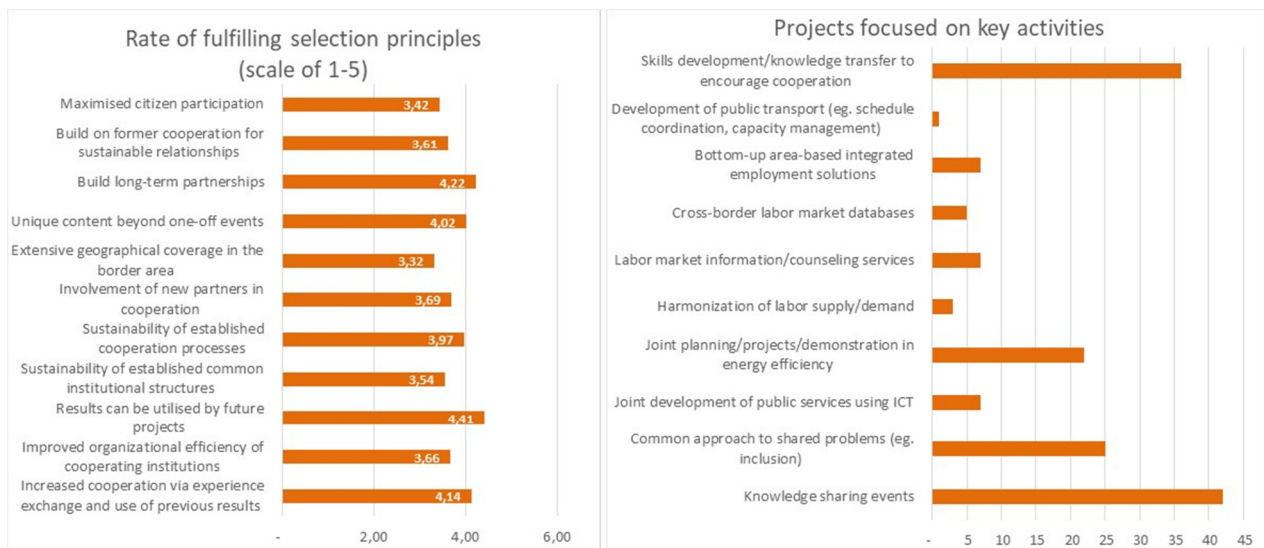 Rate of fulfilling selection principles
(scale of 1-5)
Maximised citizen participation
3,42
Build on former cooperation for
sustainable relationships
3,61
Build long-term partnerships
4,22
Unique content beyond one-off events
4,02
Extensive geographical coverage in the
border area
3,32
Involvement of new partners in
cooperation
3,69
Sustainability of established
cooperation processes
3,97
Sustainability of established common
institutional structures
3,54
Results can be utilised by future
projects
4,41
Improved organizational efficiency of
cooperating institutions
3,66
Increased cooperation via experience
exchange and use of previous results
4,14
- 2,00 4,00 6,00
Projects focused on key activities
Skills development/knowledge transfer to
encourage cooperation
Development of public transport (eg. schedule
coordination, capacity management)
Bottom-up area-based integrated
employment solutions
Cross-border labor market databases
Labor market information/counseling services
Harmonization of labor supply/demand
Joint planning/projects/demonstration in
energy efficiency
Joint development of public services using ICT
Common approach to shared problems (eg.
inclusion)
Knowledge sharing events
- 5 10 15 20 25 30 35 40 45